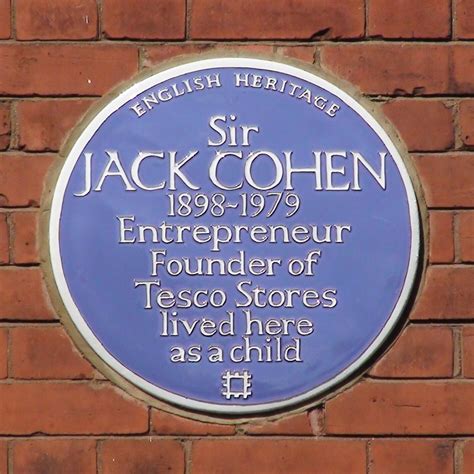 ENGLISH HERITAGE
Sir
JACK COHEN
1898-1979
Entrepreneur
Founder of
Tesco Stores
lived here
as a child